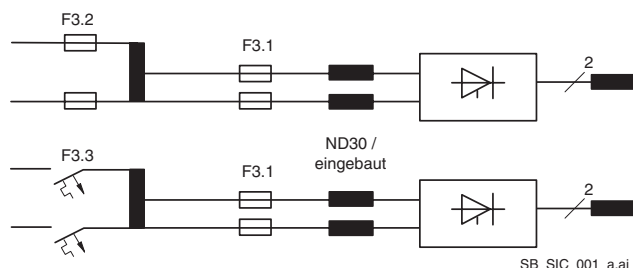 F3.2
F3.1
2
ND30 /
eingebaut
F3.3
F3.1
2
SB_SIC_001_a.ai